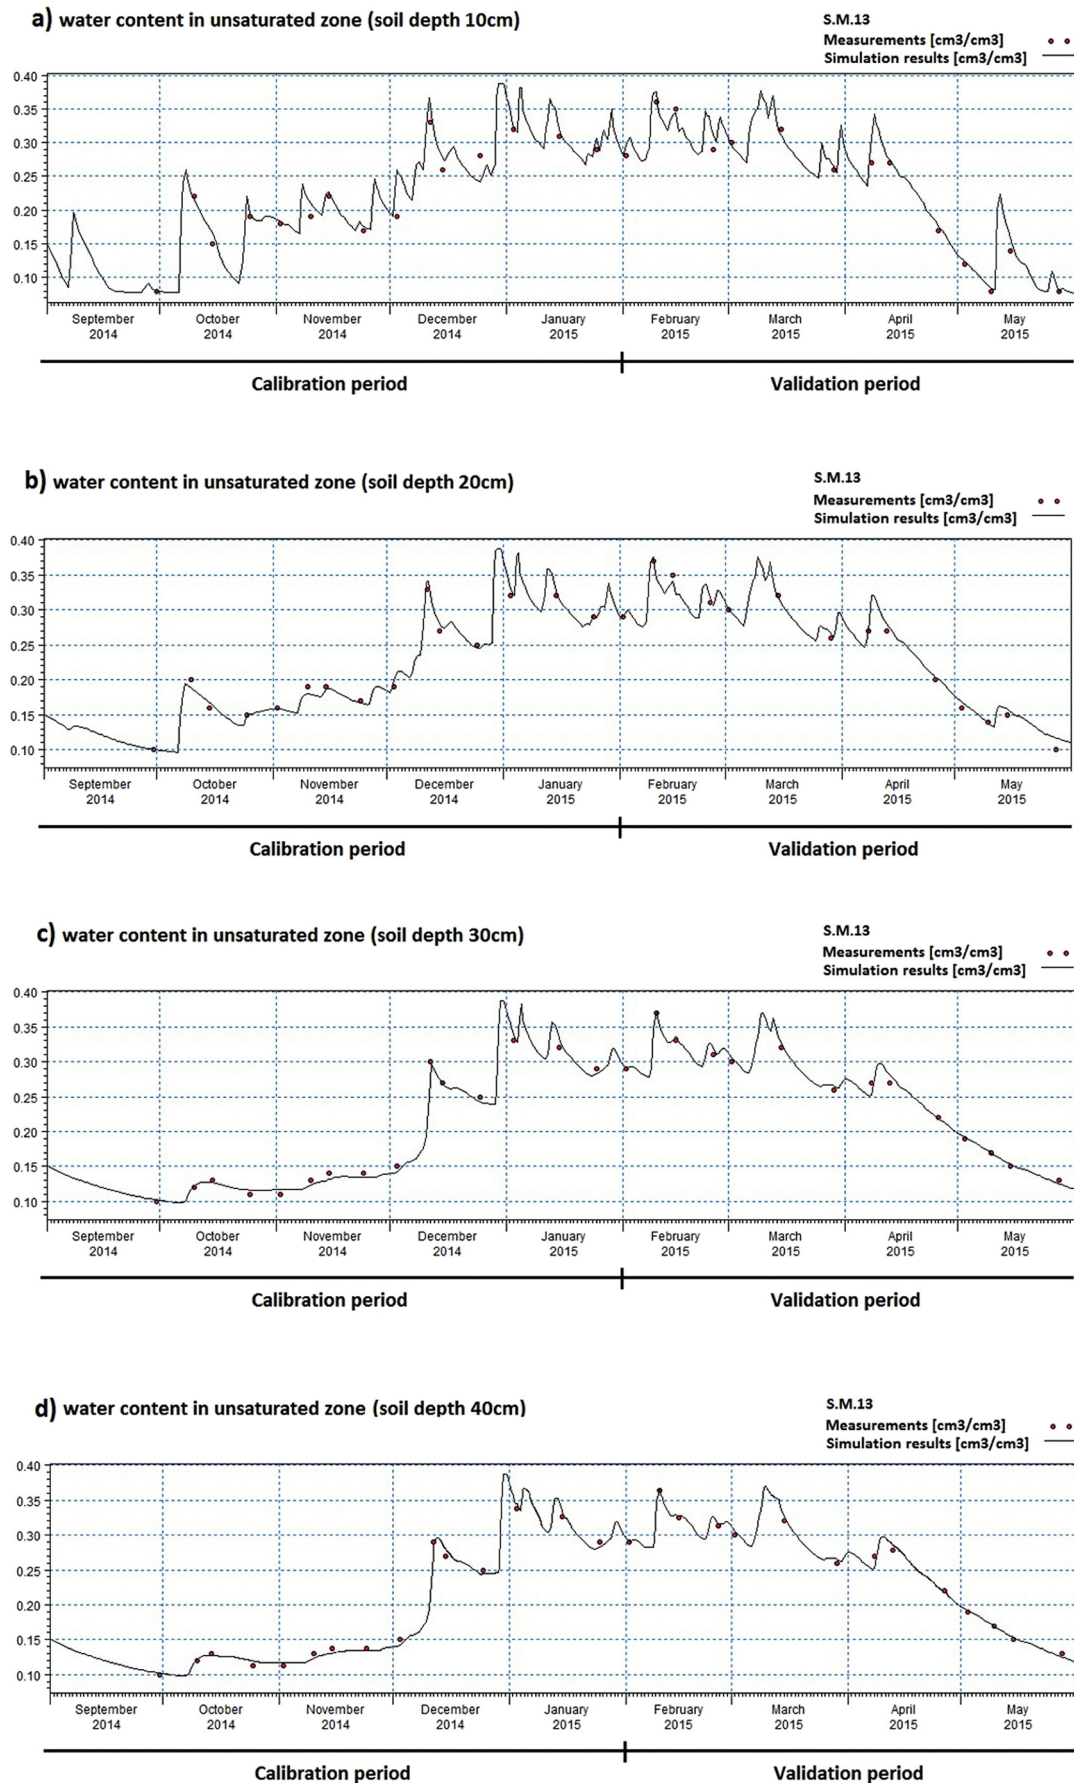 a) water content in unsaturated zone (soil depth 10cm)
S.M.13
Measurements [cm3/cm3]
Simulation results [cm3/cm3]
0.40
0.35
0.30
0.25
0.20
0.15
0.10
September October November December January February March April May
2014 2014 2014 2014 2015 2015 2015 2015 2015
Calibration period Validation period
b) water content in unsaturated zone (soil depth 20cm)
S.M.13
Measurements [cm3/cm3]
Simulation results [cm3/cm3]
0.40
0.35
0.30
0.25
0.20
0.15
0.10
September October November December January February March April May
2014 2014 2014 2014 2015 2015 2015 2015 2015
Calibration period Validation period
c) water content in unsaturated zone (soil depth 30cm)
S.M.13
Measurements [cm3/cm3]
Simulation results [cm3/cm3]
0.40
0.35
0.30
0.25
0.20
0.15
0.10
September October November December January February March April May
2014 2014 2014 2014 2015 2015 2015 2015 2015
Calibration period Validation period
d) water content in unsaturated zone (soil depth 40cm)
S.M.13
Measurements [cm3/cm3]
Simulation results [cm3/cm3]
0.40
0.35
0.30
0.25
0.20
0.15
0.10
September October November December January February March April May
2014 2014 2014 2014 2015 2015 2015 2015 2015
Calibration period Validation period